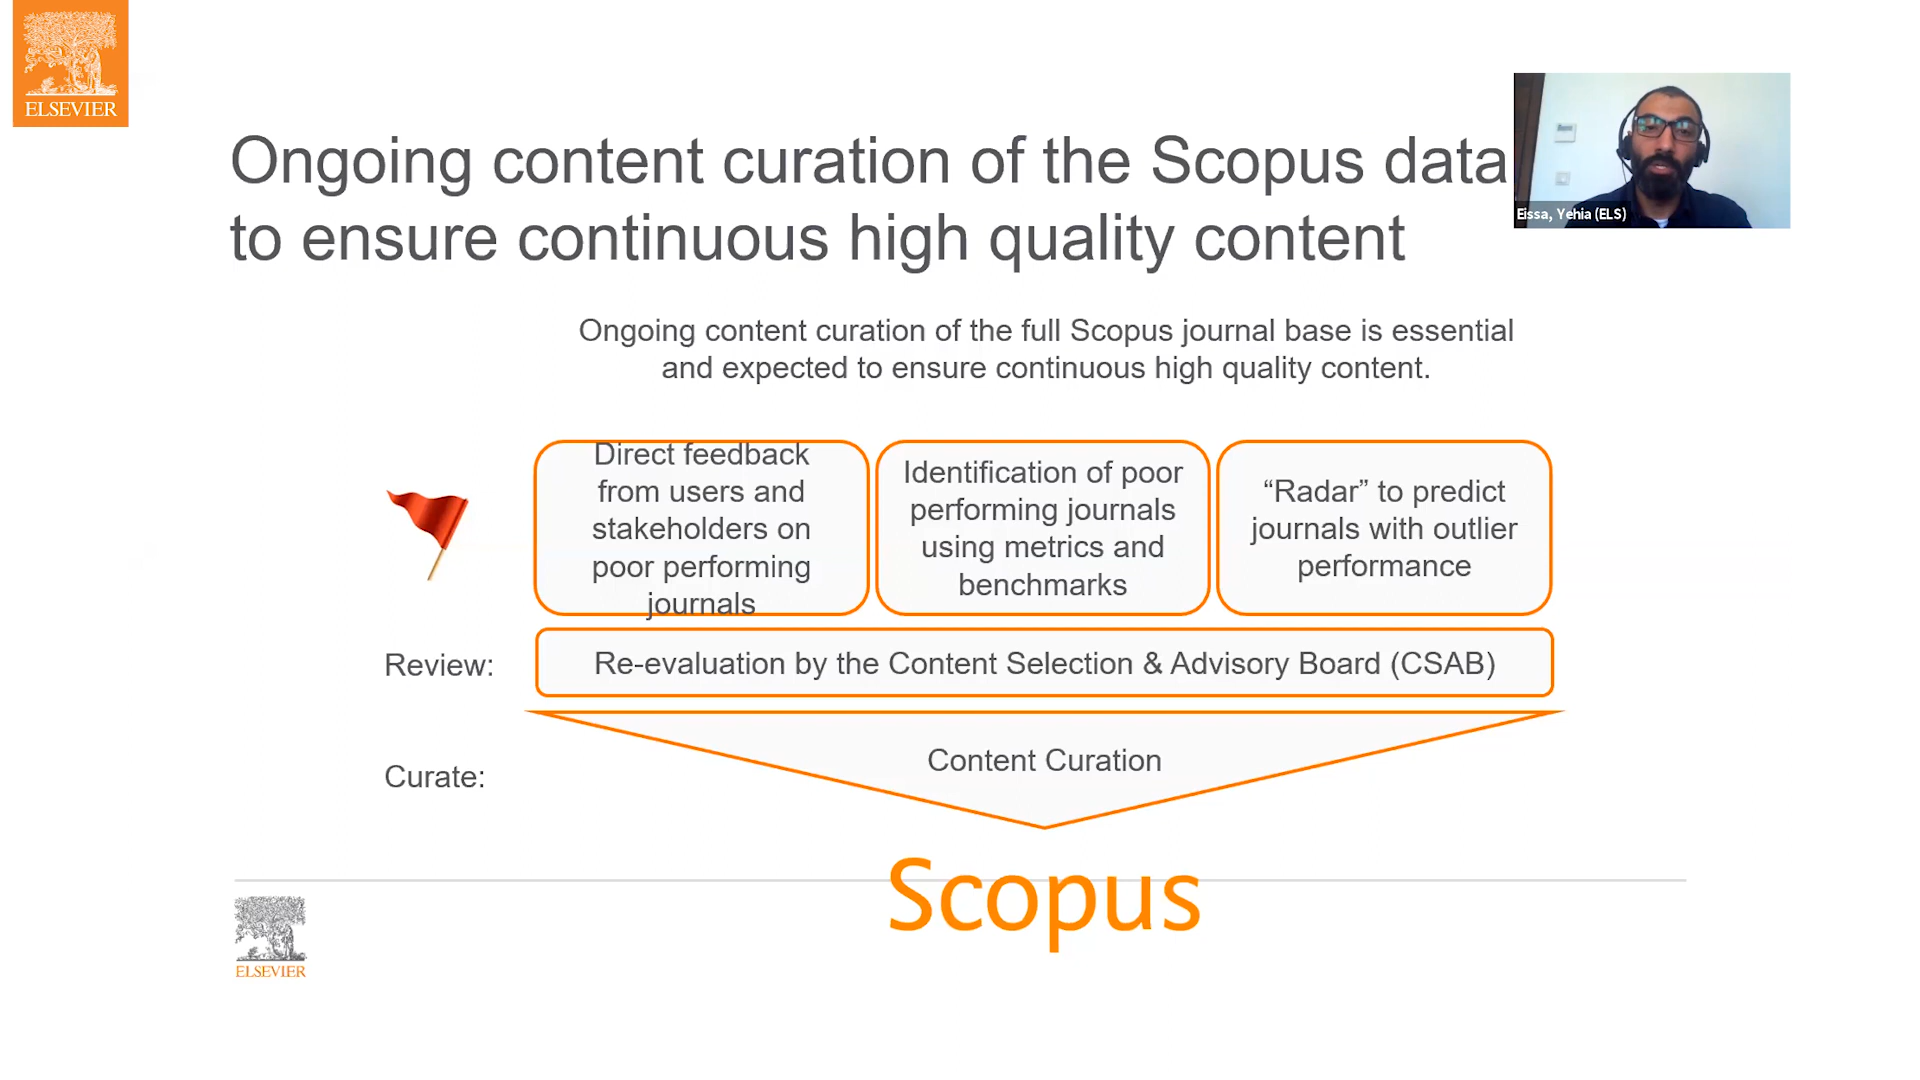 ELSEVIER
Ongoing content curation of the Scopus data
to ensure continuous high quality content
Eissa, Yehia (ELS)
Ongoing content curation of the full Scopus journal base is essential
and expected to ensure continuous high quality content.
Direct feedback
from users and
stakeholders on
poor performing
journals
Identification of poor
performing journals
using metrics and
benchmarks
“Radar” to predict
journals with outlier
performance
Review:
Re-evaluation by the Content Selection & Advisory Board (CSAB)
Curate:
Content Curation
Scopus
ELSEVIER